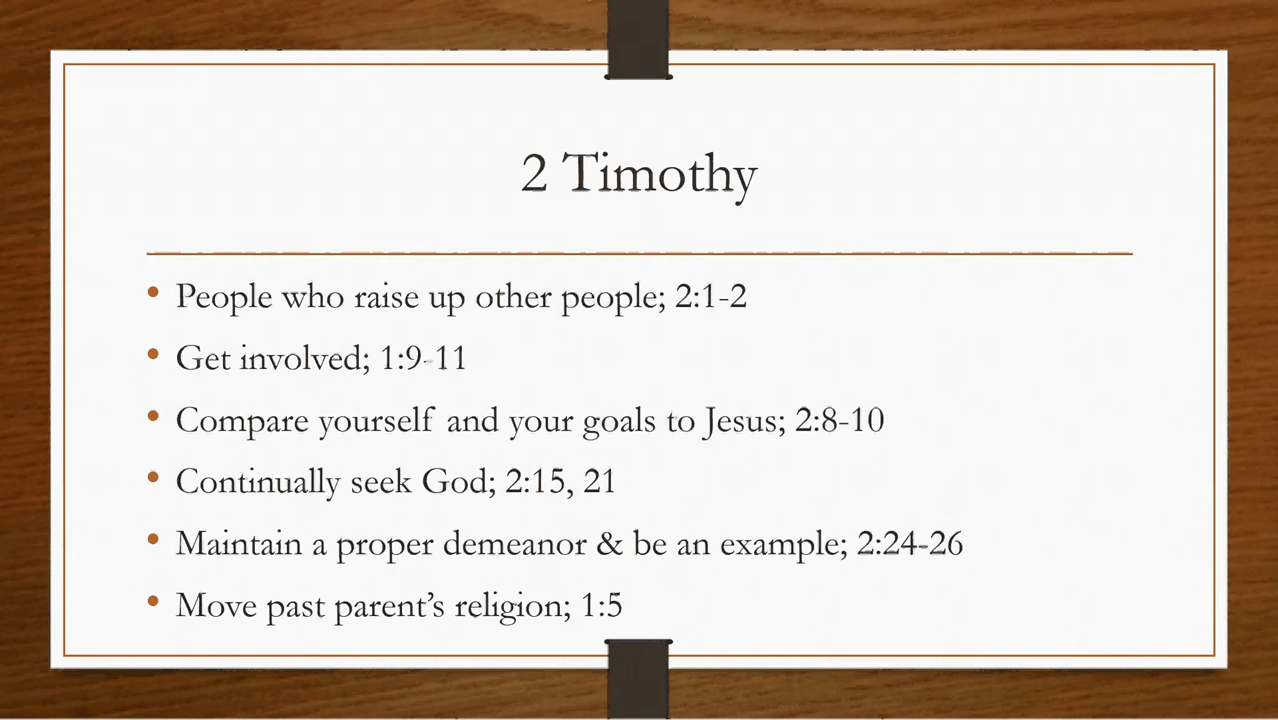 2 Timothy
• People who raise up other people; 2:1-2
• Get involved; 1:9-11
• Compare yourself and your goals to Jesus; 2:8-10
• Continually seek God; 2:15, 21
• Maintain a proper demeanor & be an example; 2:24-26
• Move past parent’s religion; 1:5